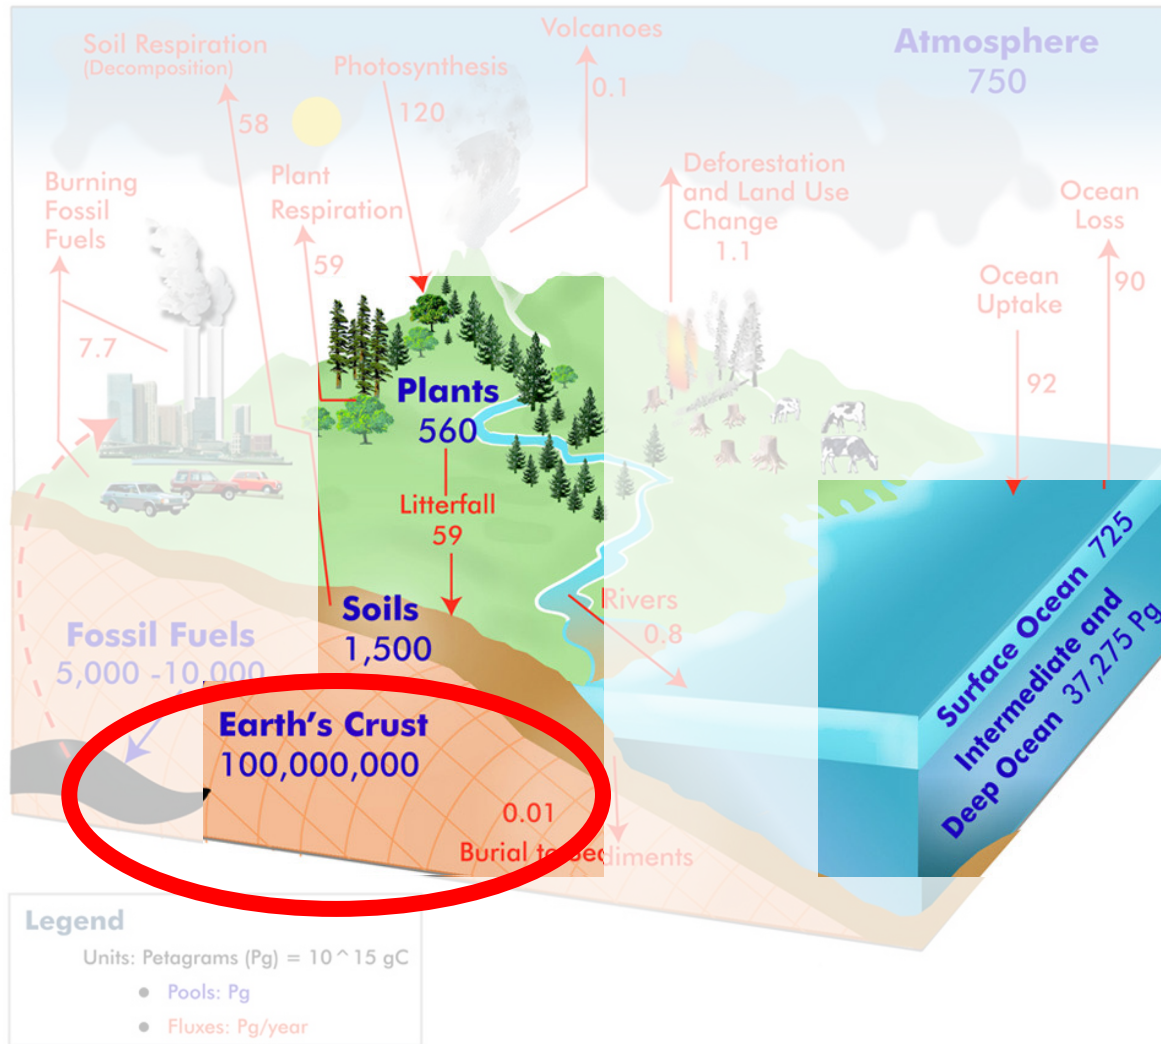 Volcanoes
0.1
Atmosphere
750
Soil Respiration
(Decomposition)
58
Photosynthesis
120
Burning
Fossil
Fuels
7.7
Plant
Respiration
59
Deforestation
and Land Use
Change
1.1
Ocean
Loss
90
Ocean
Uptake
92
Plants
560
Litterfall
59
Soils
1,500
Rivers
0.8
Fossil Fuels
5,000 -10,000
Surface Ocean 725
Intermediate and
Deep Ocean 37,275 Pg
Earth's Crust
100,000,000
0.01
Burial to Sediments
Legend
Units: Petagrams (Pg) = 10^15 gC
● Pools: Pg
● Fluxes: Pg/year